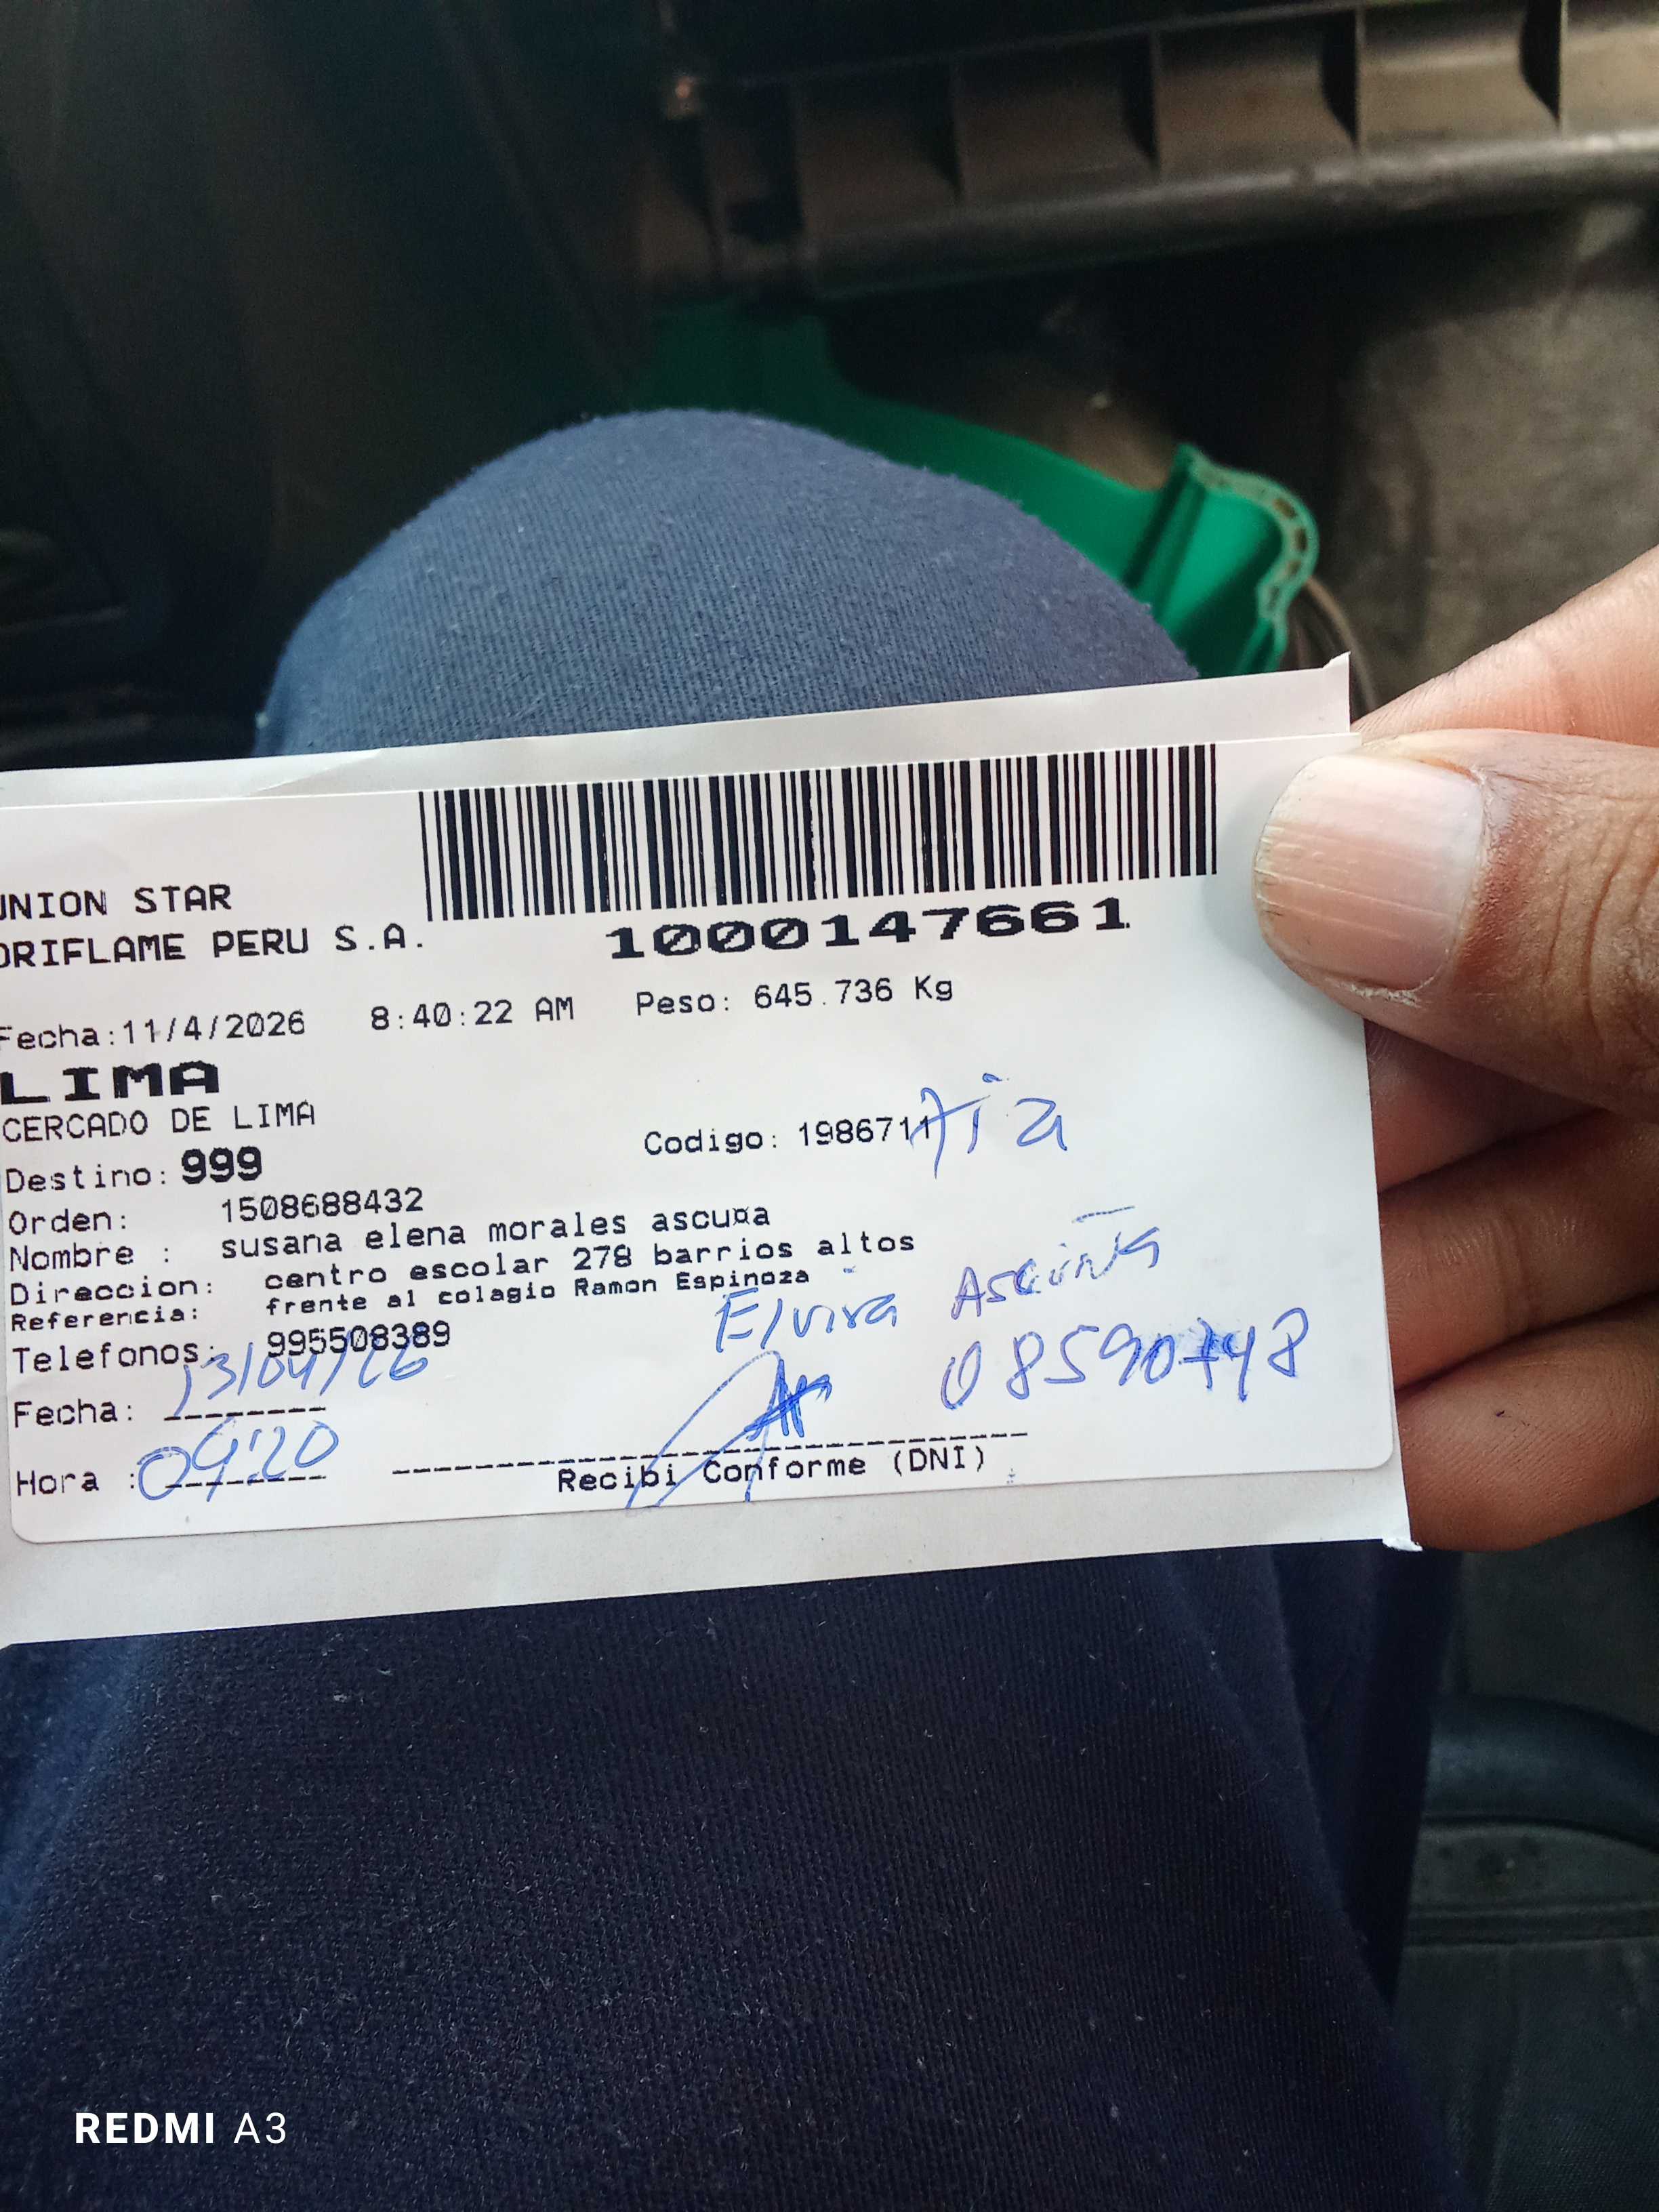 UNION STAR
ORIFLAME PERU S.A.
1000147661
Fecha:11/4/2026 8:40:22 AM Peso: 645.736 Kg
LIMA
CERCADO DE LIMA
Codigo: 1986711
Tia
Destino: 999
Orden: 1508688432
Nombre : susana elena morales ascuña
Direccion: centro escolar 278 barrios altos
Referencia: frente al colagio Ramon Espinoza
Telefonos: 995508389
Elvira Ascuña
Fecha: 13/04/26
Hora : 09:20
Recibi Conforme (DNI)
REDMI A3